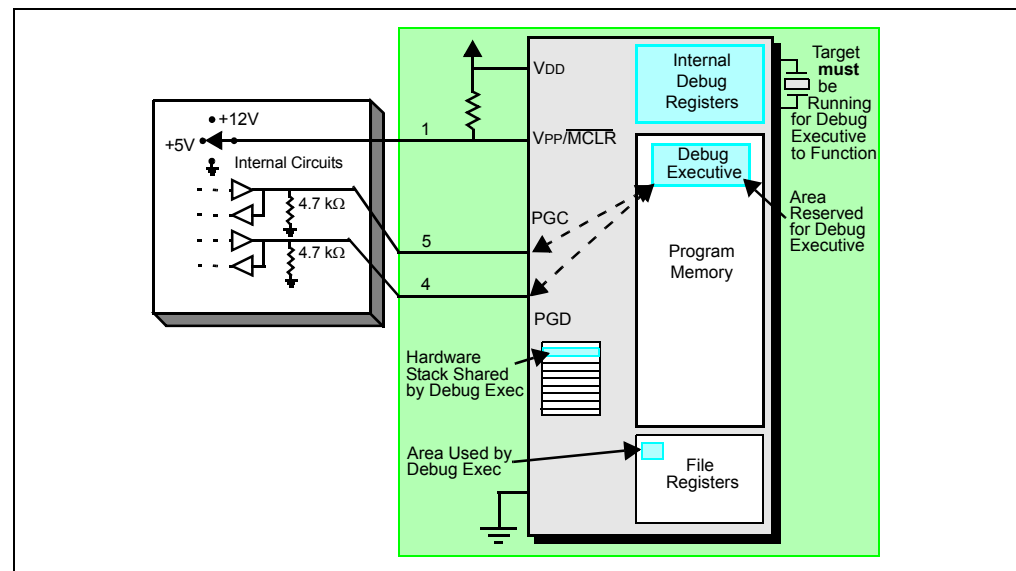 +12V
+5V
Internal Circuits
4.7 kΩ
4.7 kΩ
1
5
4
VDD
VPP/MCLR
PGC
PGD
Internal
Debug
Registers
Debug
Executive
Program
Memory
File
Registers
Hardware
Stack Shared
by Debug Exec
Area Used by
Debug Exec
Target
must
be
Running
for Debug
Executive
to Function
Area
Reserved
for Debug
Executive